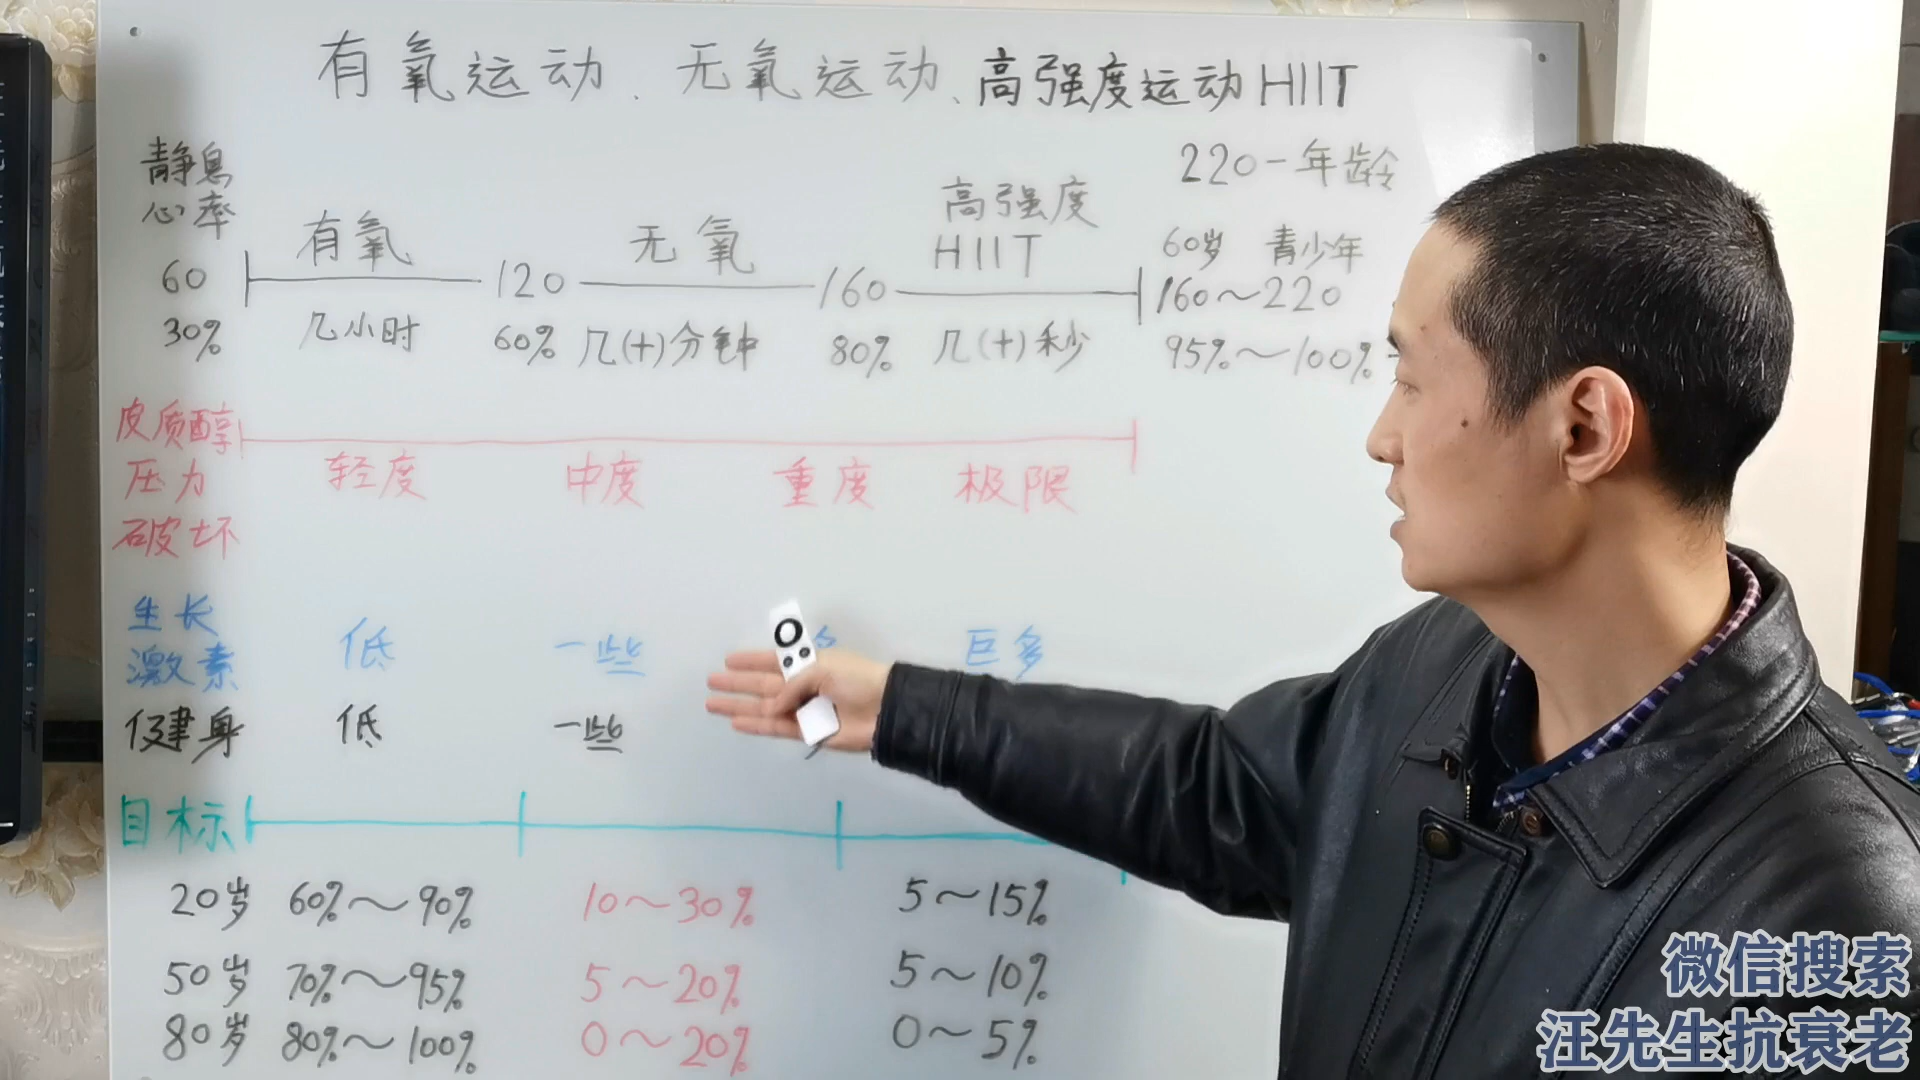 有氧运动、无氧运动、高强度运动HIIT
静息
心率
220-年龄
高强度
有氧 无氧 HIIT 60岁 青少年
60 120 160 160～220
30% 几小时 60% 几(十)分钟 80% 几(十)秒 95%～100%
皮质醇
压力 轻度 中度 重度 极限
破坏
生长
激素 低 一些 巨多
健身 低 一些
目标
20岁 60%～90% 10～30% 5～15%
50岁 70%～95% 5～20% 5～10%
80岁 80%～100% 0～20% 0～5%
微信搜索
汪先生抗衰老